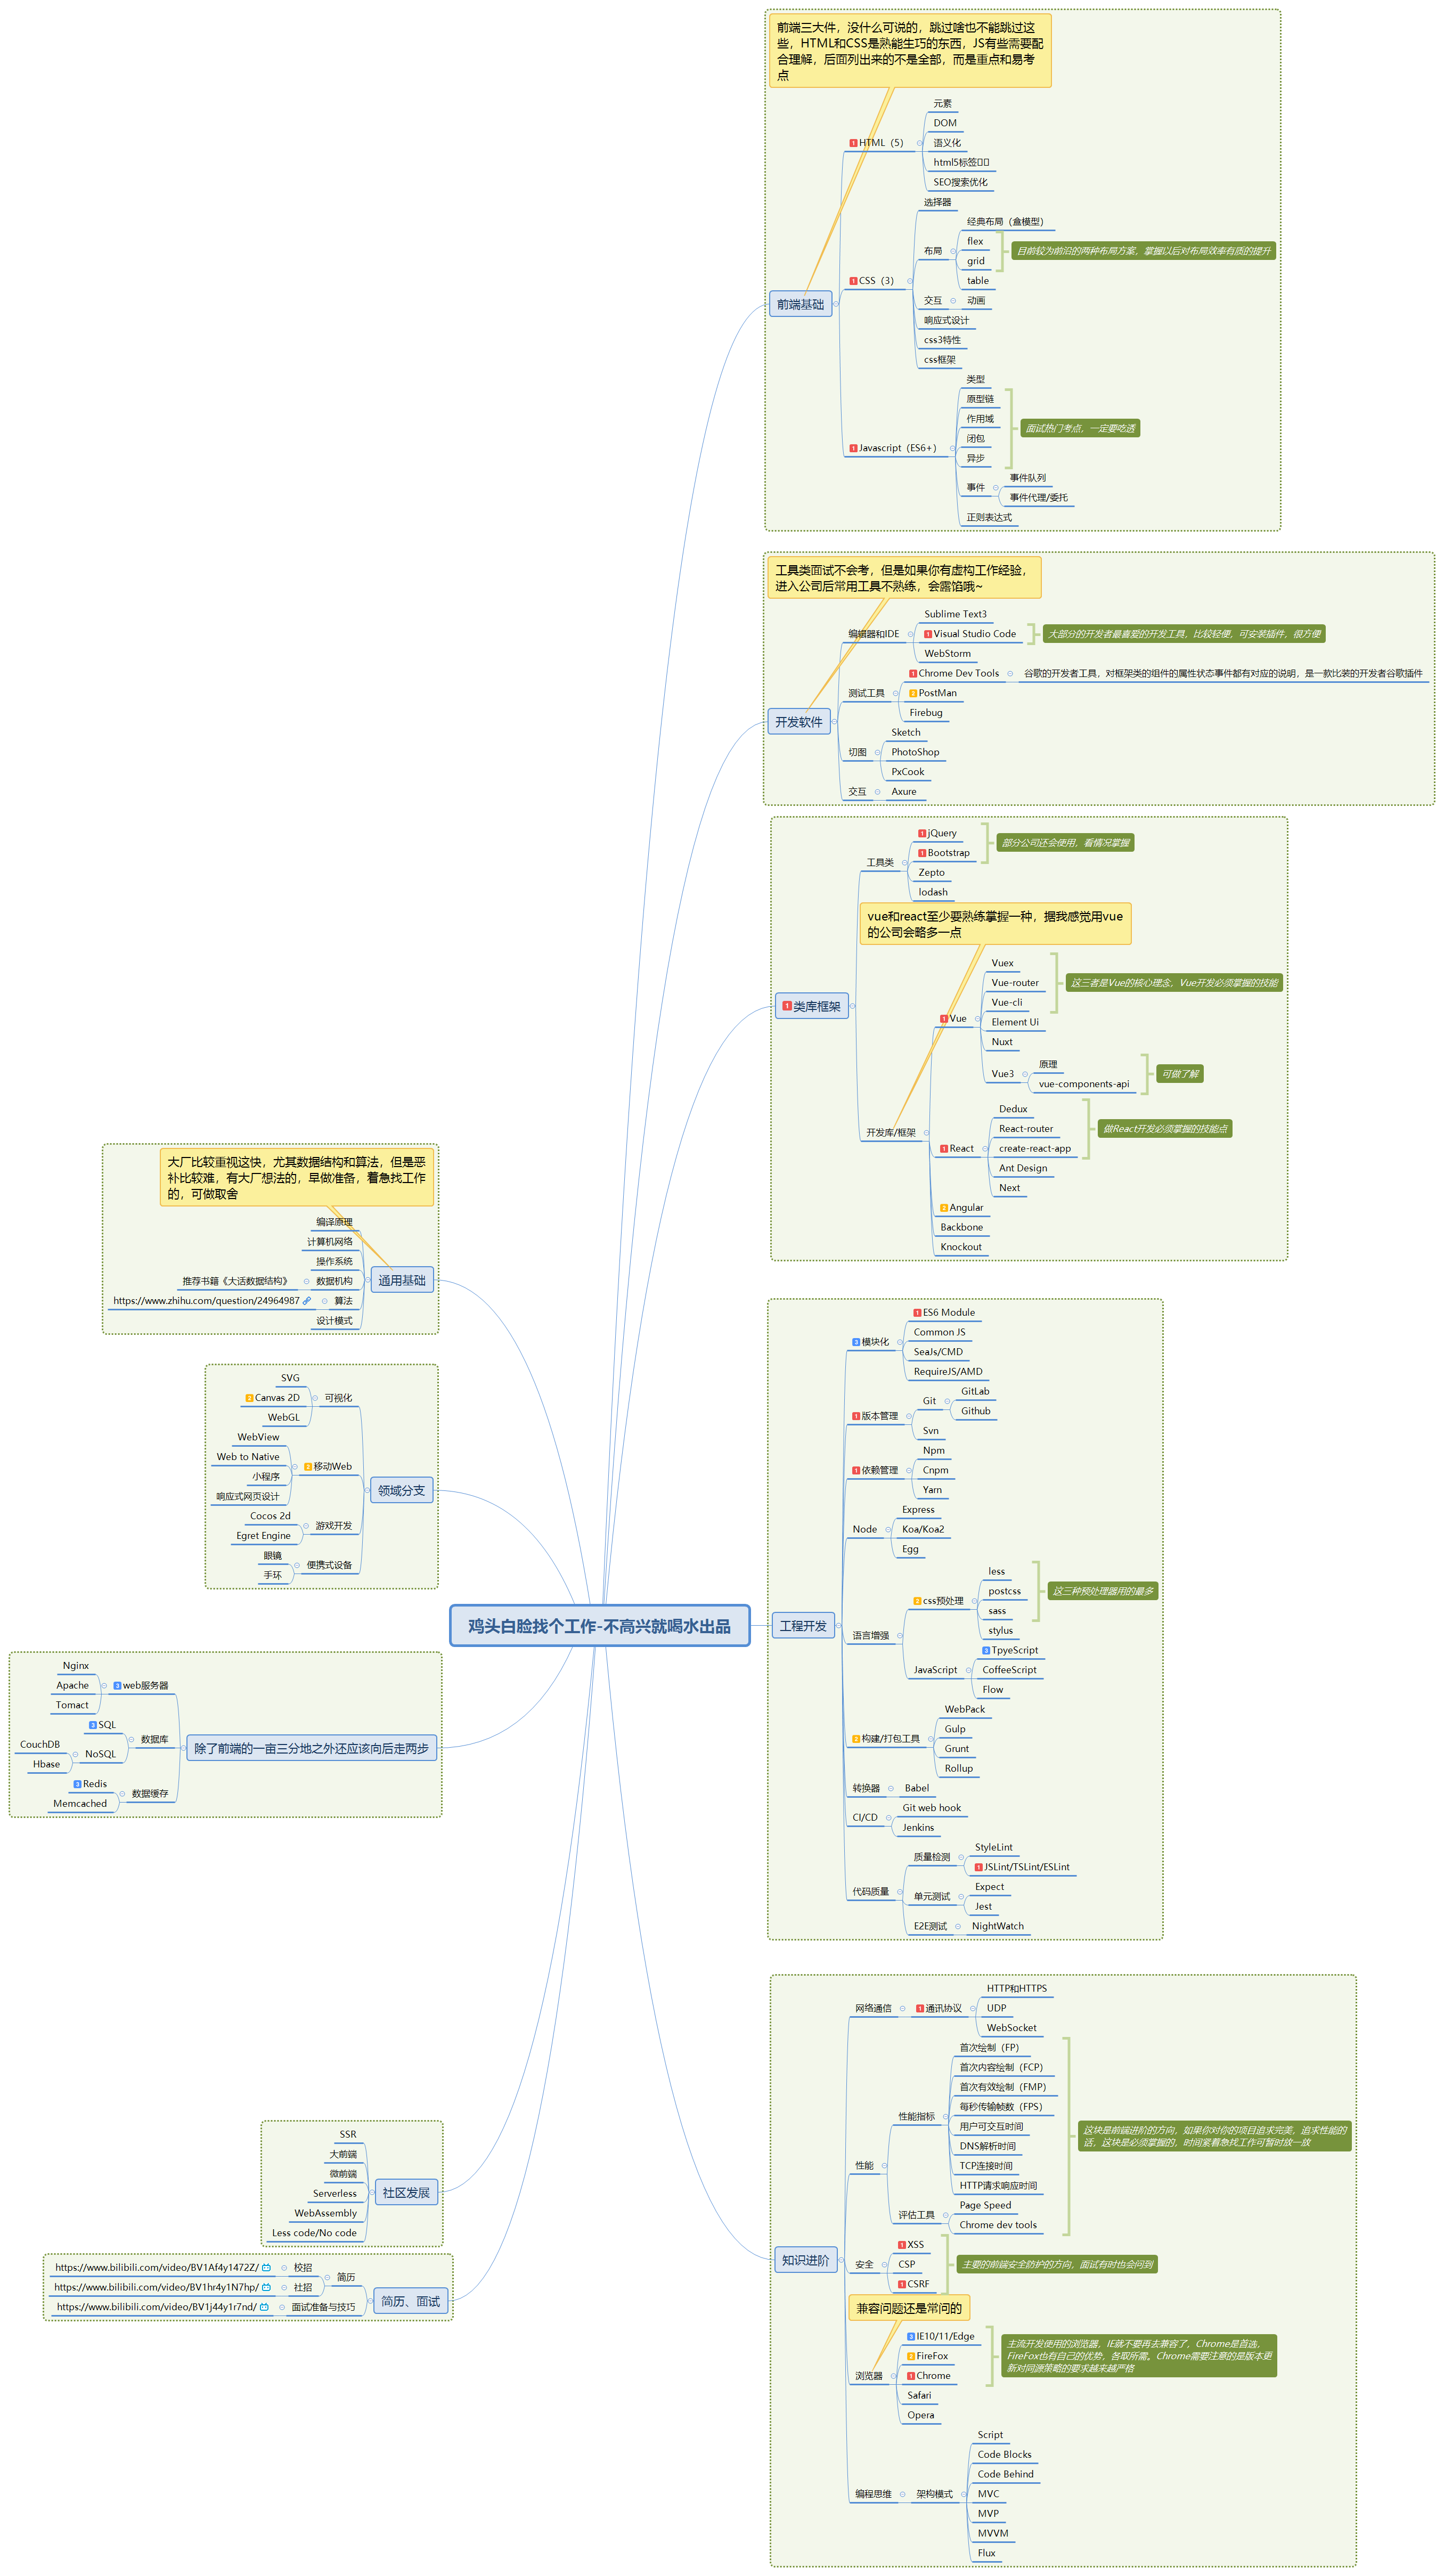 前端三大件，没什么可说的，跳过啥也不能跳过这
些，HTML和CSS是熟能生巧的东西，JS有些需要配
合理解，后面列出来的不是全部，而是重点和易考
点
前端基础
HTML（5）
元素
DOM
语义化
html5标签
SEO搜索优化
CSS（3）
选择器
布局
经典布局（盒模型）
flex
grid
目前较为前沿的两种布局方案，掌握以后对布局效率有质的提升
table
交互
动画
响应式设计
css3特性
css框架
Javascript（ES6+）
类型
原型链
作用域
闭包
异步
面试热门考点，一定要吃透
事件
事件队列
事件代理/委托
正则表达式
工具类面试不会考，但是如果你有虚构工作经验，
进入公司后常用工具不熟练，会露馅哦~
开发软件
编辑器和IDE
Sublime Text3
Visual Studio Code
大部分的开发者最喜爱的开发工具，比较轻便，可安装插件，很方便
WebStorm
测试工具
Chrome Dev Tools
谷歌的开发者工具，对框架类的组件的属性状态事件都有对应的说明，是一款比装的开发者谷歌插件
PostMan
Firebug
切图
Sketch
PhotoShop
PxCook
交互
Axure
类库框架
工具类
jQuery
Bootstrap
部分公司还会使用，看情况掌握
Zepto
lodash
vue和react至少要熟练掌握一种，据我感觉用vue
的公司会略多一点
开发库/框架
Vue
Vuex
Vue-router
Vue-cli
这三者是Vue的核心理念，Vue开发必须掌握的技能
Element Ui
Nuxt
Vue3
原理
vue-components-api
可做了解
React
Dedux
React-router
create-react-app
做React开发必须掌握的技能点
Ant Design
Next
Angular
Backbone
Knockout
大厂比较重视这快，尤其数据结构和算法，但是恶
补比较难，有大厂想法的，早做准备，着急找工作
的，可做取舍
通用基础
编译原理
计算机网络
操作系统
数据机构
推荐书籍《大话数据结构》
算法
https://www.zhihu.com/question/24964987
设计模式
领域分支
可视化
SVG
Canvas 2D
WebGL
移动Web
WebView
Web to Native
小程序
响应式网页设计
游戏开发
Cocos 2d
Egret Engine
便携式设备
眼镜
手环
鸡头白脸找个工作-不高兴就喝水出品
工程开发
模块化
ES6 Module
Common JS
SeaJs/CMD
RequireJS/AMD
版本管理
Git
GitLab
Github
Svn
依赖管理
Npm
Cnpm
Yarn
Node
Express
Koa/Koa2
Egg
语言增强
css预处理
less
postcss
sass
这三种预处理器用的最多
stylus
JavaScript
TpyeScript
CoffeeScript
Flow
构建/打包工具
WebPack
Gulp
Grunt
Rollup
转换器
Babel
CI/CD
Git web hook
Jenkins
代码质量
质量检测
StyleLint
JSLint/TSLint/ESLint
单元测试
Expect
Jest
E2E测试
NightWatch
除了前端的一亩三分地之外还应该向后走两步
web服务器
Nginx
Apache
Tomact
数据库
SQL
NoSQL
CouchDB
Hbase
数据缓存
Redis
Memcached
知识进阶
网络通信
通讯协议
HTTP和HTTPS
UDP
WebSocket
性能
性能指标
首次绘制（FP）
首次内容绘制（FCP）
首次有效绘制（FMP）
每秒传输帧数（FPS）
用户可交互时间
DNS解析时间
TCP连接时间
HTTP请求响应时间
评估工具
Page Speed
Chrome dev tools
这块是前端进阶的方向，如果你对你的项目追求完美，追求性能的
话，这块是必须掌握的，时间紧着急找工作可暂时放一放
安全
XSS
CSP
CSRF
主要的前端安全防护的方向，面试有时也会问到
兼容问题还是常问的
浏览器
IE10/11/Edge
FireFox
Chrome
主流开发使用的浏览器，IE就不要再去兼容了，Chrome是首选，
FireFox也有自己的优势，各取所需。Chrome需要注意的是版本更
新对同源策略的要求越来越严格
Safari
Opera
编程思维
架构模式
Script
Code Blocks
Code Behind
MVC
MVP
MVVM
Flux
社区发展
SSR
大前端
微前端
Serverless
WebAssembly
Less code/No code
简历、面试
简历
校招
https://www.bilibili.com/video/BV1Af4y1472Z/
社招
https://www.bilibili.com/video/BV1hr4y1N7hp/
面试准备与技巧
https://www.bilibili.com/video/BV1j44y1r7nd/